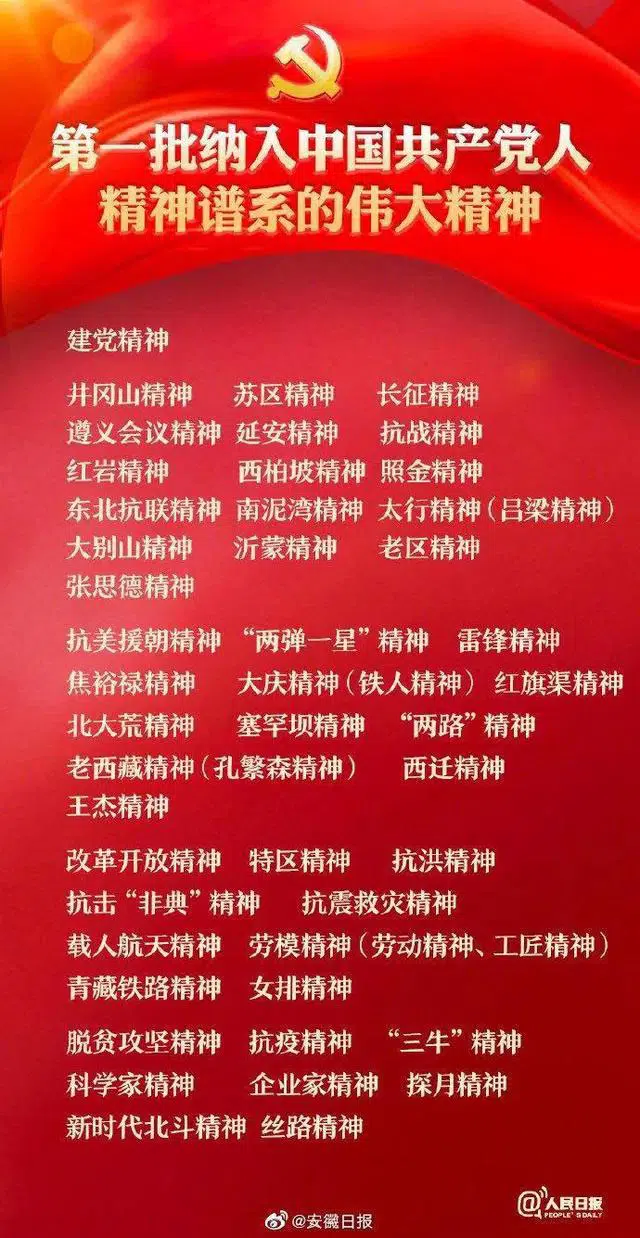 第一批纳入中国共产党人
精神谱系的伟大精神
建党精神
井冈山精神 苏区精神 长征精神
遵义会议精神 延安精神 抗战精神
红岩精神 西柏坡精神 照金精神
东北抗联精神 南泥湾精神 太行精神（吕梁精神）
大别山精神 沂蒙精神 老区精神
张思德精神
抗美援朝精神 “两弹一星”精神 雷锋精神
焦裕禄精神 大庆精神（铁人精神） 红旗渠精神
北大荒精神 塞罕坝精神 “两路”精神
老西藏精神（孔繁森精神） 西迁精神
王杰精神
改革开放精神 特区精神 抗洪精神
抗击“非典”精神 抗震救灾精神
载人航天精神 劳模精神（劳动精神、工匠精神）
青藏铁路精神 女排精神
脱贫攻坚精神 抗疫精神 “三牛”精神
科学家精神 企业家精神 探月精神
新时代北斗精神 丝路精神
@人民日报
PEOPLE'S DAILY
@安徽日报